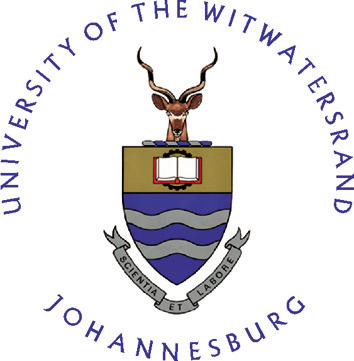 UNIVERSITY OF THE WITWATERSRAND
SCIENTIA ET LABORE
JOHANNESBURG